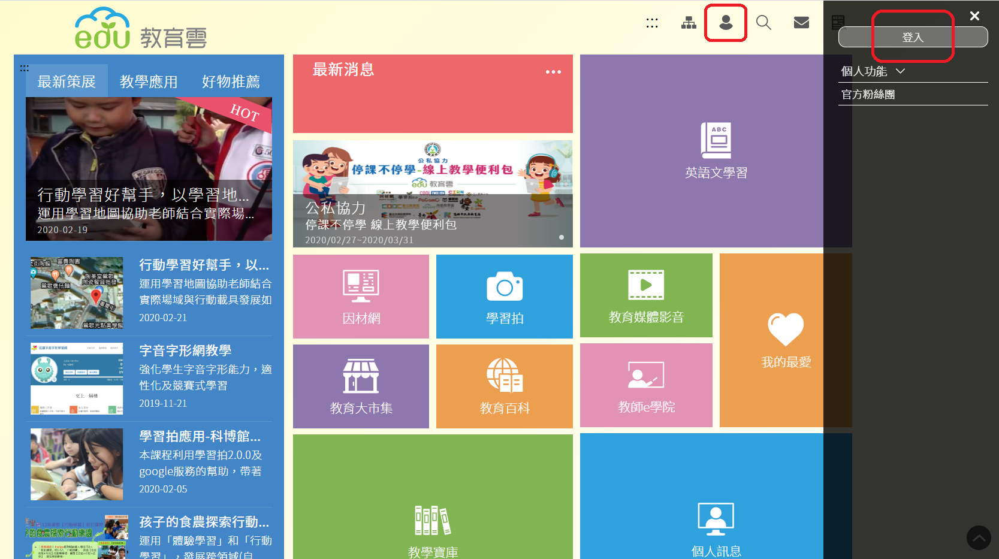 edu 教育雲
登入
個人功能
官方粉絲團
最新策展
教學應用
好物推薦
HOT
行動學習好幫手，以學習地...
運用學習地圖協助老師結合實際場...
2020-02-19
行動學習好幫手，以...
運用學習地圖協助老師結合
實際場域與行動載具發展如
2020-02-21
字音字形網教學
強化學生字音字形能力，適
性化及競賽式學習
2019-11-21
更上一層樓
學習拍應用-科博館...
本課程利用學習拍2.0.0及
google服務的幫助，帶著
2020-02-05
孩子的食農探索行動...
運用「體驗學習」和「行動
學習」，發展跨領域(自
最新消息
公私協力
停課不停學-線上教學便利包
edu 教育雲
公私協力
停課不停學 線上教學便利包
2020/02/27~2020/03/31
因材網
學習拍
教育大市集
教育百科
教學寶庫
ABC
英語文學習
教育媒體影音
我的最愛
教師e學院
個人訊息